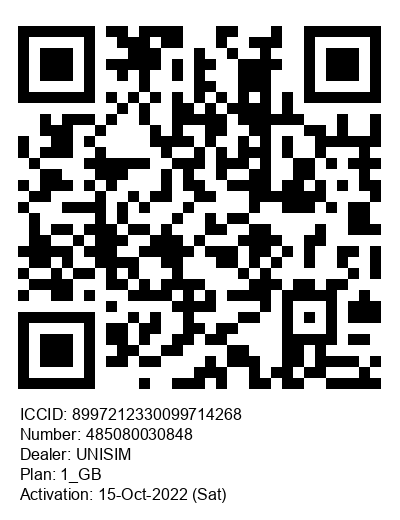 ICCID: 8997212330099714268
Number: 485080030848
Dealer: UNISIM
Plan: 1_GB
Activation: 15-Oct-2022 (Sat)